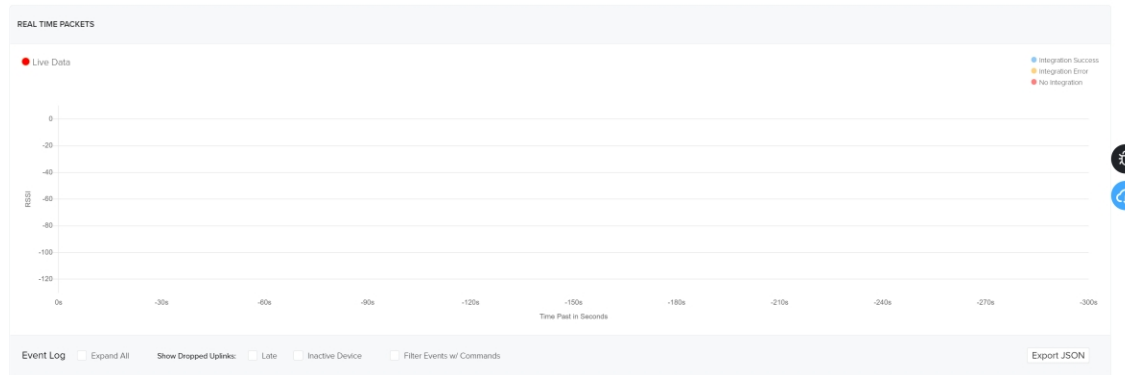 REAL TIME PACKETS
Live Data
Integration Success
Integration Error
No Integration
0
-20
-40
-60
-80
-100
-120
RSSI
0s -30s -60s -90s -120s -150s -180s -210s -240s -270s -300s
Time Past in Seconds
Event Log Expand All Show Dropped Uplinks: Late Inactive Device Filter Events w/ Commands Export JSON